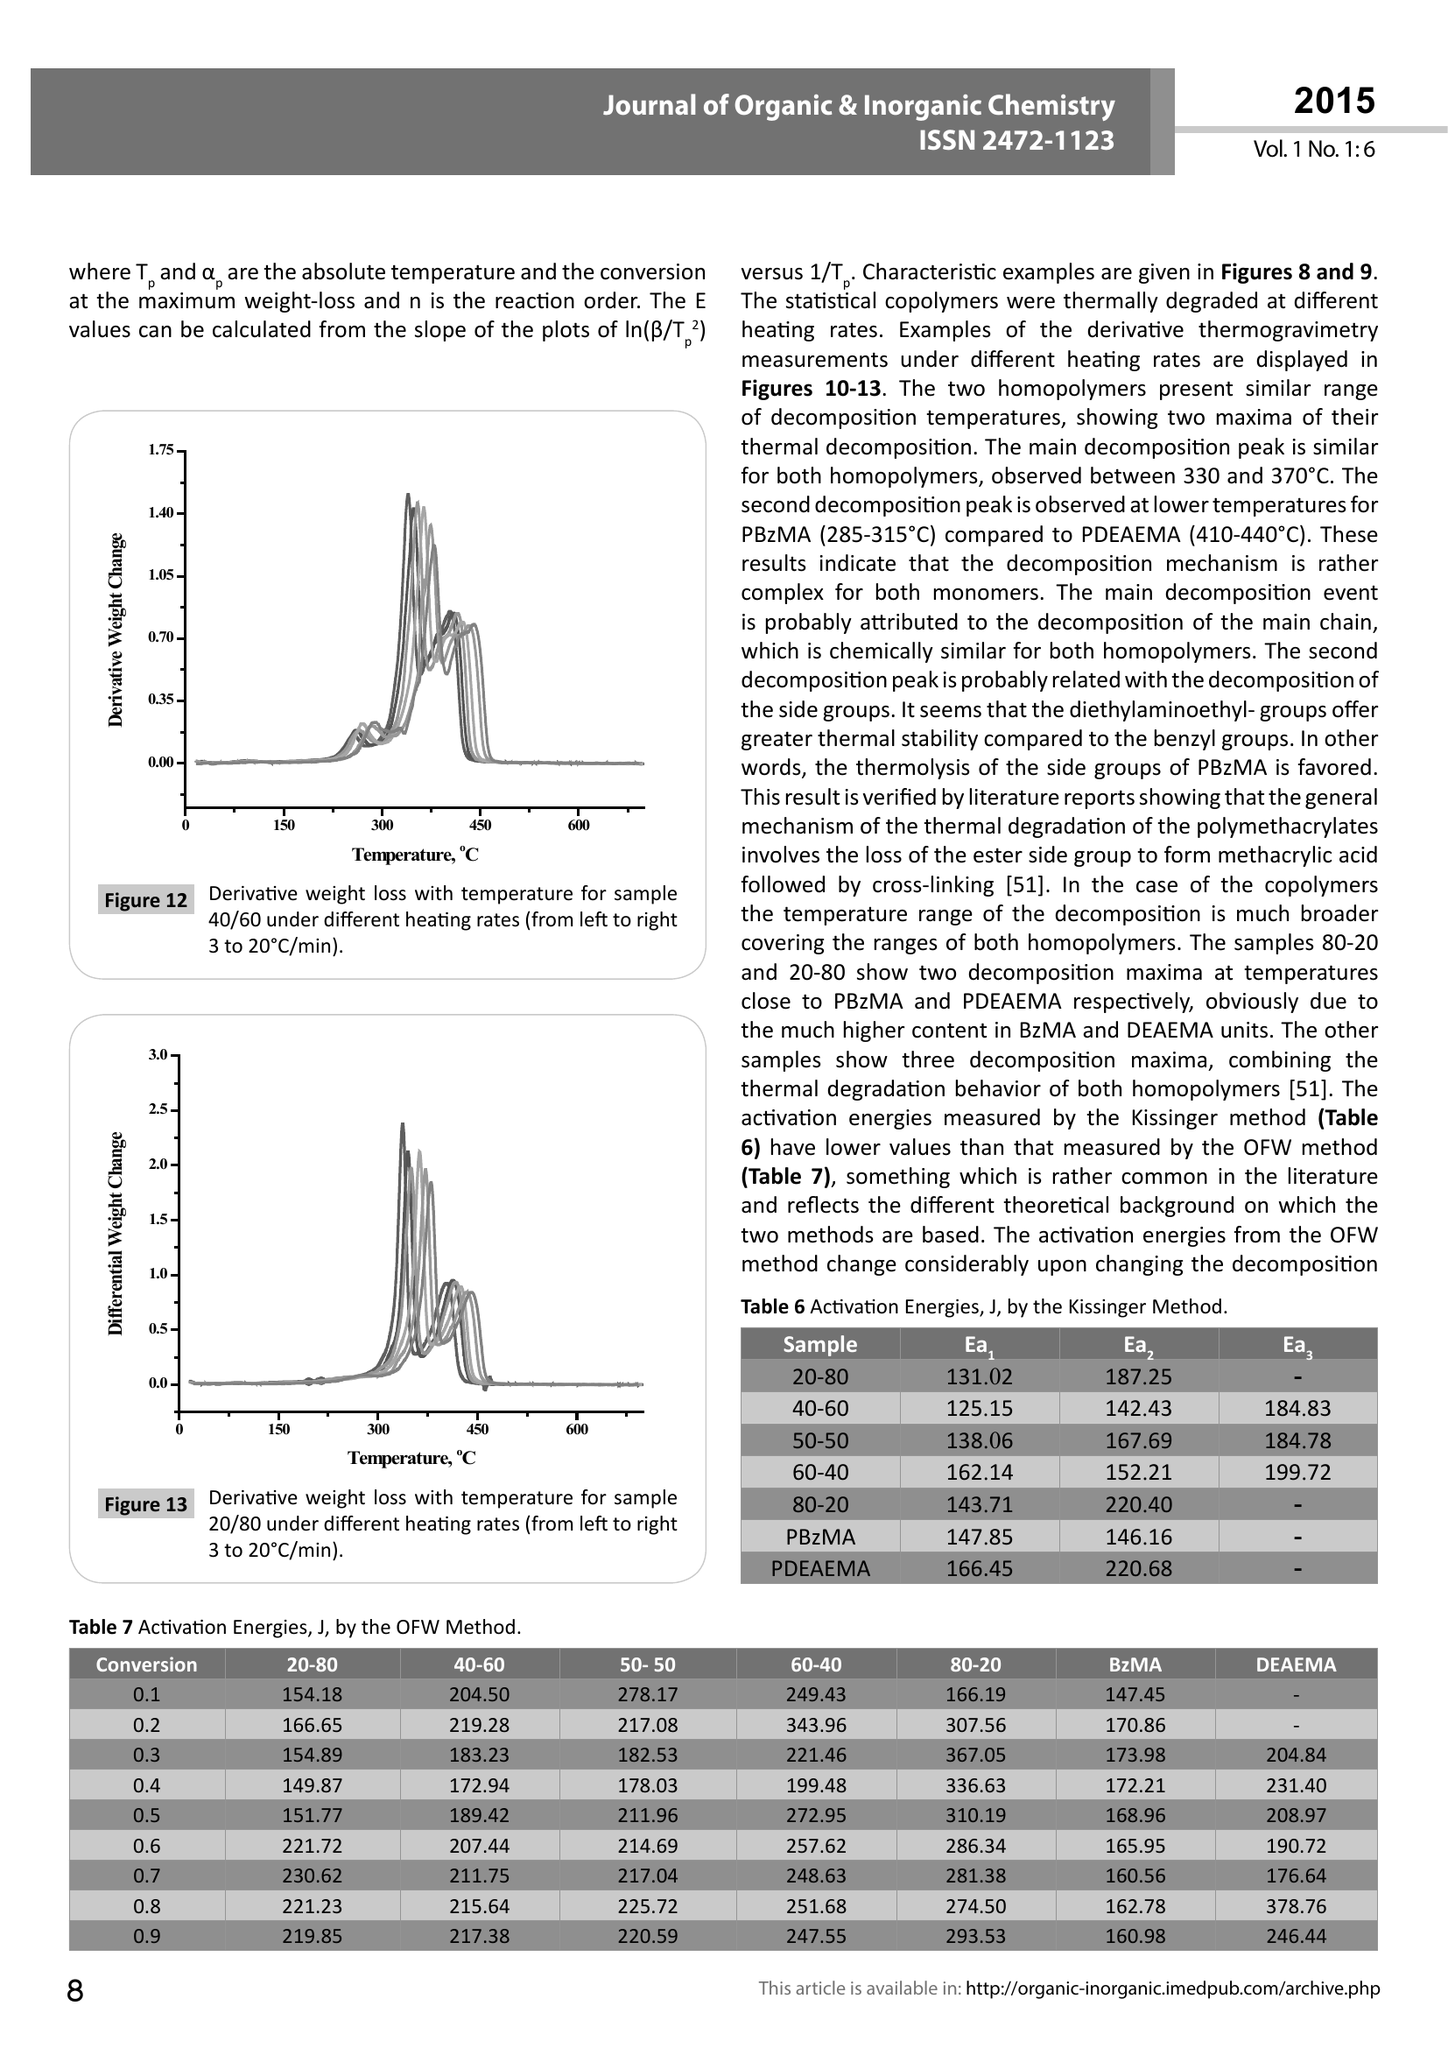 Journal of Organic & Inorganic Chemistry
ISSN 2472-1123
2015
Vol. 1 No. 1: 6
where Tp and αp are the absolute temperature and the conversion
at the maximum weight-loss and n is the reaction order. The E
values can be calculated from the slope of the plots of ln(β/Tp²)
1.75
1.40
1.05
0.70
0.35
0.00
0 150 300 450 600
Derivative Weight Change
Temperature, °C
Figure 12 Derivative weight loss with temperature for sample
40/60 under different heating rates (from left to right
3 to 20°C/min).
3.0
2.5
2.0
1.5
1.0
0.5
0.0
0 150 300 450 600
Differential Weight Change
Temperature, °C
Figure 13 Derivative weight loss with temperature for sample
20/80 under different heating rates (from left to right
3 to 20°C/min).
versus 1/Tp. Characteristic examples are given in Figures 8 and 9.
The statistical copolymers were thermally degraded at different
heating rates. Examples of the derivative thermogravimetry
measurements under different heating rates are displayed in
Figures 10-13. The two homopolymers present similar range
of decomposition temperatures, showing two maxima of their
thermal decomposition. The main decomposition peak is similar
for both homopolymers, observed between 330 and 370°C. The
second decomposition peak is observed at lower temperatures for
PBzMA (285-315°C) compared to PDEAEMA (410-440°C). These
results indicate that the decomposition mechanism is rather
complex for both monomers. The main decomposition event
is probably attributed to the decomposition of the main chain,
which is chemically similar for both homopolymers. The second
decomposition peak is probably related with the decomposition of
the side groups. It seems that the diethylaminoethyl- groups offer
greater thermal stability compared to the benzyl groups. In other
words, the thermolysis of the side groups of PBzMA is favored.
This result is verified by literature reports showing that the general
mechanism of the thermal degradation of the polymethacrylates
involves the loss of the ester side group to form methacrylic acid
followed by cross-linking [51]. In the case of the copolymers
the temperature range of the decomposition is much broader
covering the ranges of both homopolymers. The samples 80-20
and 20-80 show two decomposition maxima at temperatures
close to PBzMA and PDEAEMA respectively, obviously due to
the much higher content in BzMA and DEAEMA units. The other
samples show three decomposition maxima, combining the
thermal degradation behavior of both homopolymers [51]. The
activation energies measured by the Kissinger method (Table
6) have lower values than that measured by the OFW method
(Table 7), something which is rather common in the literature
and reflects the different theoretical background on which the
two methods are based. The activation energies from the OFW
method change considerably upon changing the decomposition
Table 6 Activation Energies, J, by the Kissinger Method.
Sample Ea1 Ea2 Ea3
20-80 131.02 187.25 -
40-60 125.15 142.43 184.83
50-50 138.06 167.69 184.78
60-40 162.14 152.21 199.72
80-20 143.71 220.40 -
PBzMA 147.85 146.16 -
PDEAEMA 166.45 220.68 -
Table 7 Activation Energies, J, by the OFW Method.
Conversion 20-80 40-60 50- 50 60-40 80-20 BzMA DEAEMA
0.1 154.18 204.50 278.17 249.43 166.19 147.45 -
0.2 166.65 219.28 217.08 343.96 307.56 170.86 -
0.3 154.89 183.23 182.53 221.46 367.05 173.98 204.84
0.4 149.87 172.94 178.03 199.48 336.63 172.21 231.40
0.5 151.77 189.42 211.96 272.95 310.19 168.96 208.97
0.6 221.72 207.44 214.69 257.62 286.34 165.95 190.72
0.7 230.62 211.75 217.04 248.63 281.38 160.56 176.64
0.8 221.23 215.64 225.72 251.68 274.50 162.78 378.76
0.9 219.85 217.38 220.59 247.55 293.53 160.98 246.44
8
This article is available in: http://organic-inorganic.imedpub.com/archive.php